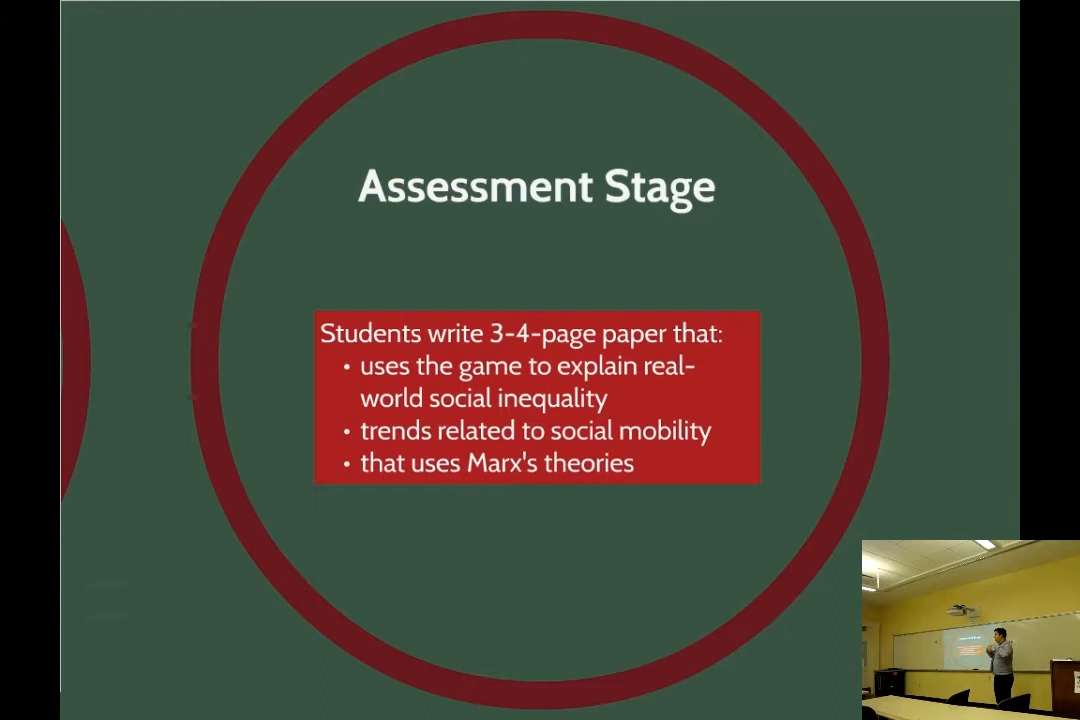 Assessment Stage
Students write 3-4-page paper that:
• uses the game to explain real-
world social inequality
• trends related to social mobility
• that uses Marx's theories